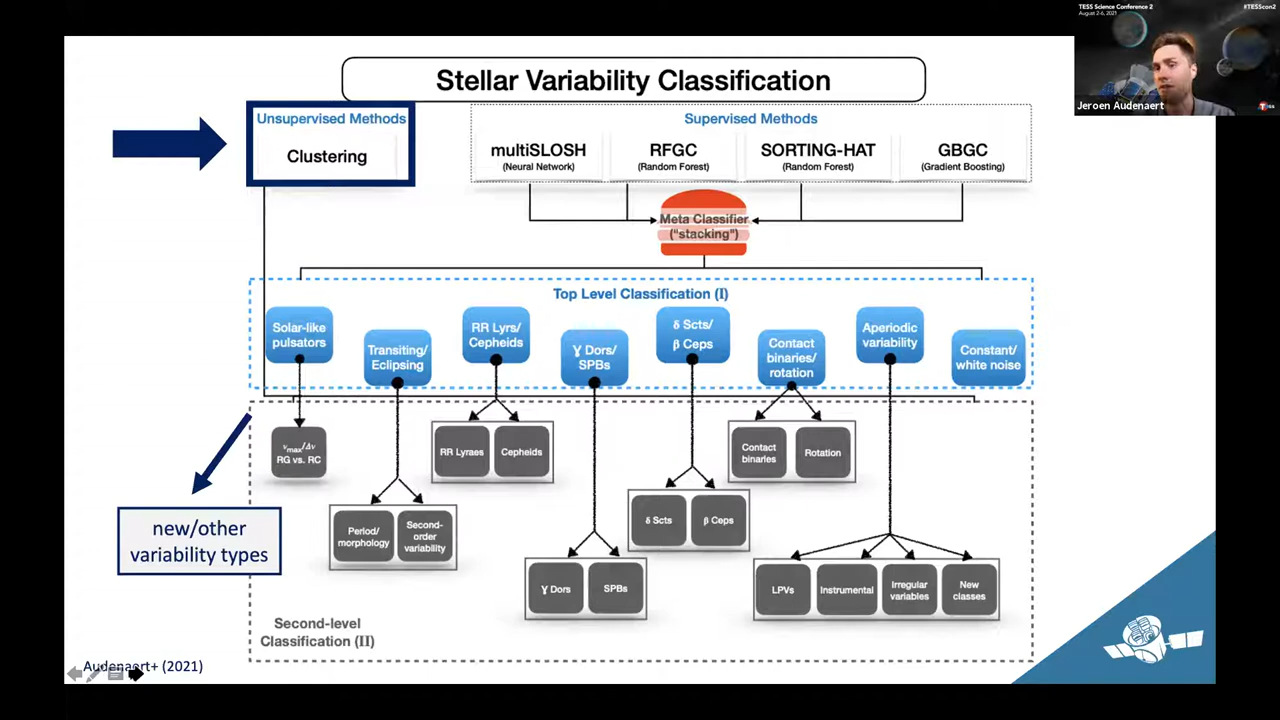 TESS Science Conference 2
August 2-6, 2021
#TESScon2
Jeroen Audenaert
Stellar Variability Classification
Unsupervised Methods
Clustering
Supervised Methods
multiSLOSH
(Neural Network)
RFGC
(Random Forest)
SORTING-HAT
(Random Forest)
GBGC
(Gradient Boosting)
Meta Classifier
("stacking")
Top Level Classification (I)
Solar-like
pulsators
Transiting/
Eclipsing
RR Lyrs/
Cepheids
Ɣ Dors/
SPBs
δ Scts/
β Ceps
Contact
binaries/
rotation
Aperiodic
variability
Constant/
white noise
νmax/Δν
RG vs. RC
Period/
morphology
Second-
order
variability
RR Lyraes
Cepheids
Ɣ Dors
SPBs
δ Scts
β Ceps
Contact
binaries
Rotation
LPVs
Instrumental
Irregular
variables
New
classes
new/other
variability types
Second-level
Classification (II)
Audenaert+ (2021)